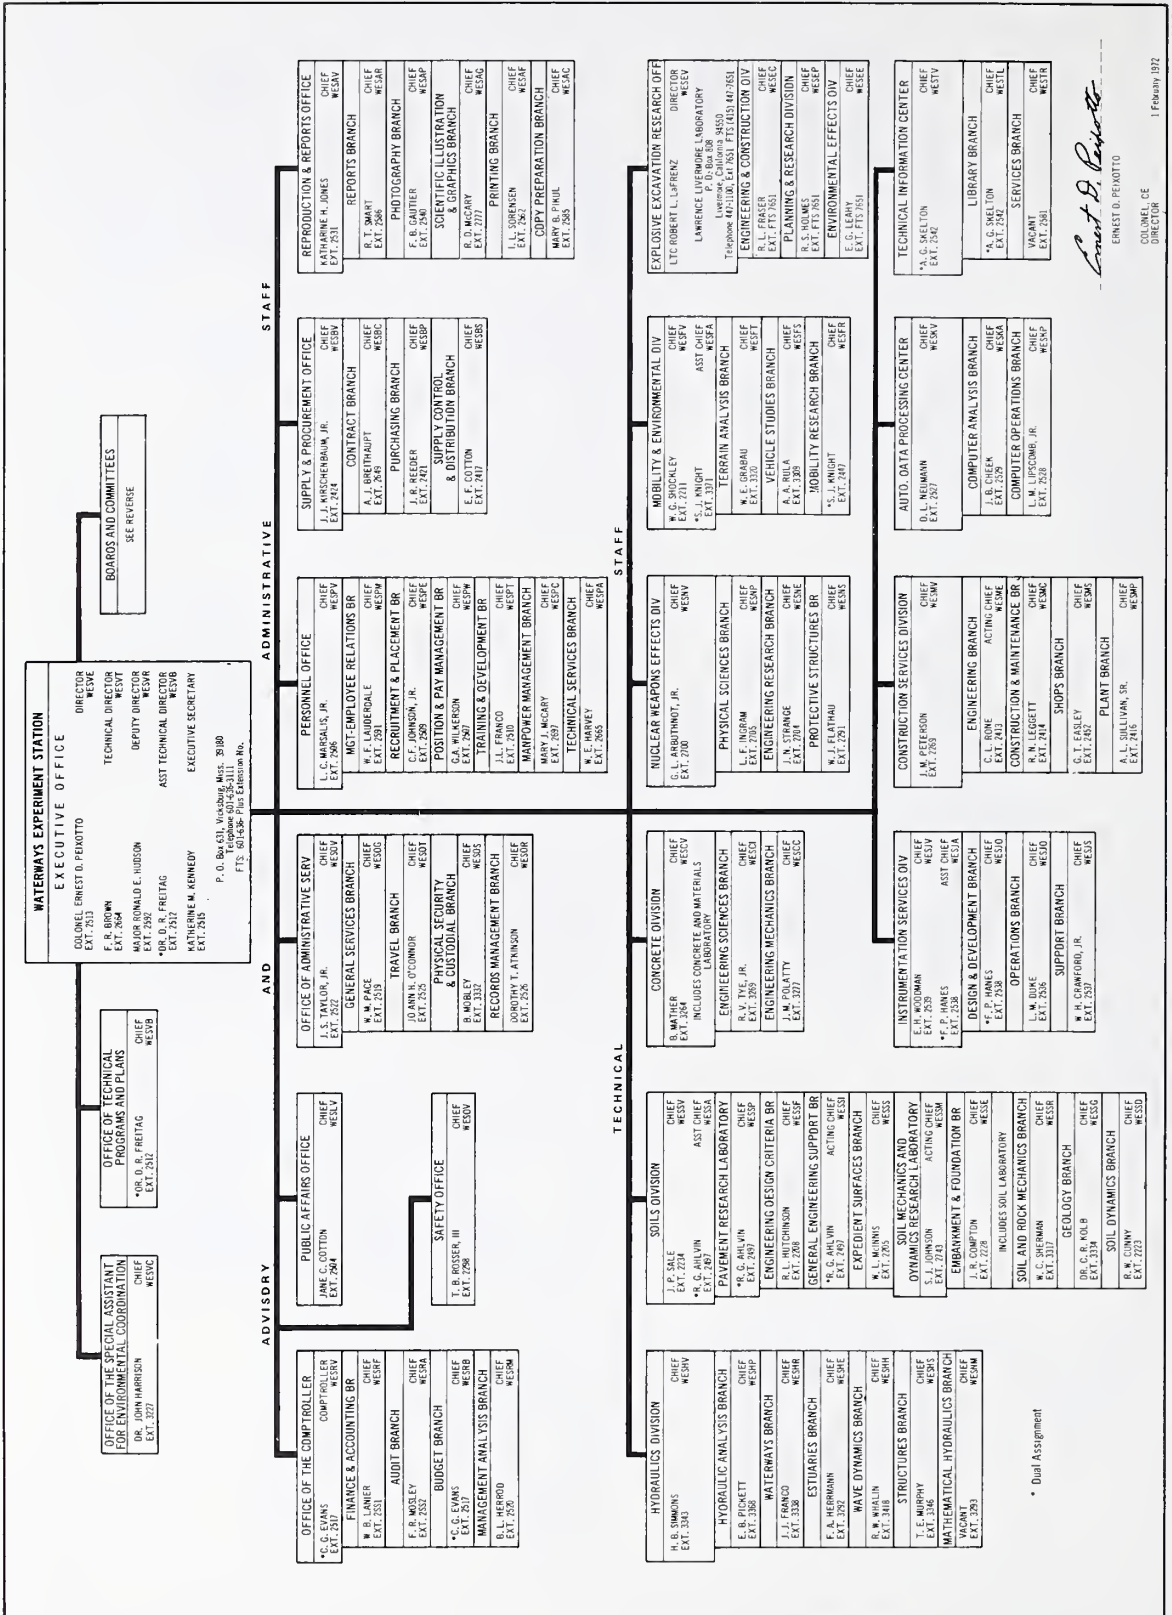 WATERWAYS EXPERIMENT STATION
EXECUTIVE OFFICE
COLONEL ERNEST D. PEIXOTTO DIRECTOR
EXT. 2513 WESVE
F. R. BROWN TECHNICAL DIRECTOR
EXT. 2664 WESVT
MAJOR RONALD E. HUDSON DEPUTY DIRECTOR
EXT. 2592 WESVR
*DR. D. R. FREITAG ASST TECHNICAL DIRECTOR
EXT. 2512 WESVB
KATHERINE M. KENNEDY EXECUTIVE SECRETARY
EXT. 2515
P. O. Box 631, Vicksburg, Miss. 39180
Telephone 601-636-3111
FTS: 601-636- Plus Extension No.
OFFICE OF THE SPECIAL ASSISTANT
FOR ENVIRONMENTAL COORDINATION
DR. JOHN HARRISON CHIEF
EXT. 3227 WESVC
OFFICE OF TECHNICAL
PROGRAMS AND PLANS
*DR. D. R. FREITAG CHIEF
EXT. 2512 WESVB
BOARDS AND COMMITTEES
SEE REVERSE
ADVISORY AND ADMINISTRATIVE STAFF
OFFICE OF THE COMPTROLLER
*C. G. EVANS COMPTROLLER
EXT. 2517 WESRV
FINANCE & ACCOUNTING BR
W. B. LANIER CHIEF
EXT. 2551 WESRF
AUDIT BRANCH
F. R. MOSLEY CHIEF
EXT. 2552 WESRA
BUDGET BRANCH
*C. G. EVANS CHIEF
EXT. 2517 WESRB
MANAGEMENT ANALYSIS BRANCH
B. L. HERROD CHIEF
EXT. 2520 WESRM
PUBLIC AFFAIRS OFFICE
JANE C. COTTON CHIEF
EXT. 2504 WESLV
SAFETY OFFICE
T. B. ROSSER, III CHIEF
EXT. 2298 WESQV
OFFICE OF ADMINISTRATIVE SERV
J. S. TAYLOR, JR. CHIEF
EXT. 2522 WESOV
GENERAL SERVICES BRANCH
W. M. PACE CHIEF
EXT. 2519 WESOG
TRAVEL BRANCH
JO ANN H. O'CONNOR CHIEF
EXT. 2525 WESOT
PHYSICAL SECURITY
& CUSTODIAL BRANCH
B. MOBLEY CHIEF
EXT. 3332 WESOS
RECORDS MANAGEMENT BRANCH
DOROTHY T. ATKINSON CHIEF
EXT. 2526 WESOR
PERSONNEL OFFICE
L. C. MARSALIS, JR. CHIEF
EXT. 2506 WESPV
MGT-EMPLOYEE RELATIONS BR
W. F. LAUDERDALE CHIEF
EXT. 2591 WESPM
RECRUITMENT & PLACEMENT BR
C. F. JOHNSON, JR. CHIEF
EXT. 2509 WESPE
POSITION & PAY MANAGEMENT BR
G.A. WILKERSON CHIEF
EXT. 2507 WESPW
TRAINING & DEVELOPMENT BR
J.L. FRANCO CHIEF
EXT. 2510 WESPT
MANPOWER MANAGEMENT BRANCH
MARY J. McCARY CHIEF
EXT. 2697 WESPC
TECHNICAL SERVICES BRANCH
W. E. HARVEY CHIEF
EXT. 2665 WESPA
SUPPLY & PROCUREMENT OFFICE
J. J. KIRSCHENBAUM, JR. CHIEF
EXT. 2424 WESBV
CONTRACT BRANCH
A. J. BREITHAUPT CHIEF
EXT. 2649 WESBC
PURCHASING BRANCH
J. R. REEDER CHIEF
EXT. 2421 WESBP
SUPPLY CONTROL
& DISTRIBUTION BRANCH
E. F. COTTON CHIEF
EXT. 2417 WESBS
REPRODUCTION & REPORTS OFFICE
KATHARINE H. JONES CHIEF
EXT. 2531 WESAV
REPORTS BRANCH
R. T. SMART CHIEF
EXT. 2586 WESAR
PHOTOGRAPHY BRANCH
F. B. GAUTIER CHIEF
EXT. 2540 WESAP
SCIENTIFIC ILLUSTRATION
& GRAPHICS BRANCH
R. D. McCARY CHIEF
EXT. 2777 WESAG
PRINTING BRANCH
I. L. SORENSEN CHIEF
EXT. 2562 WESAF
COPY PREPARATION BRANCH
MARY B. PIKUL CHIEF
EXT. 2585 WESAC
TECHNICAL STAFF
HYDRAULICS DIVISION
H. B. SIMMONS CHIEF
EXT. 3343 WESHV
HYDRAULIC ANALYSIS BRANCH
E. B. PICKETT CHIEF
EXT. 3368 WESHP
WATERWAYS BRANCH
J. J. FRANCO CHIEF
EXT. 3338 WESHR
ESTUARIES BRANCH
F. A. HERRMANN CHIEF
EXT. 3292 WESHE
WAVE DYNAMICS BRANCH
R. W. WHALIN CHIEF
EXT. 3418 WESHH
STRUCTURES BRANCH
T. E. MURPHY CHIEF
EXT. 3346 WESHS
MATHEMATICAL HYDRAULICS BRANCH
VACANT CHIEF
EXT. 3293 WESHM
SOILS DIVISION
J. P. SALE CHIEF
EXT. 2234 WESSV
*R. G. AHLVIN ASST CHIEF
EXT. 2497 WESSA
PAVEMENT RESEARCH LABORATORY
*R. G. AHLVIN CHIEF
EXT. 2497 WESSP
ENGINEERING DESIGN CRITERIA BR
R. L. HUTCHINSON CHIEF
EXT. 2208 WESSF
GENERAL ENGINEERING SUPPORT BR
*R. G. AHLVIN ACTING CHIEF
EXT. 2497 WESSI
EXPEDIENT SURFACES BRANCH
W. L. McINNIS CHIEF
EXT. 2205 WESSS
SOIL MECHANICS AND
DYNAMICS RESEARCH LABORATORY
S. J. JOHNSON ACTING CHIEF
EXT. 2743 WESSM
EMBANKMENT & FOUNDATION BR
J. R. COMPTON CHIEF
EXT. 2228 WESSE
INCLUDES SOIL LABORATORY
SOIL AND ROCK MECHANICS BRANCH
W. C. SHERMAN CHIEF
EXT. 3317 WESSR
GEOLOGY BRANCH
DR. C. R. KOLB CHIEF
EXT. 3334 WESSG
SOIL DYNAMICS BRANCH
R. W. CUNNY CHIEF
EXT. 2223 WESSD
CONCRETE DIVISION
B. MATHER CHIEF
EXT. 3264 WESCV
INCLUDES CONCRETE AND MATERIALS
LABORATORY
ENGINEERING SCIENCES BRANCH
R. V. TYE, JR. CHIEF
EXT. 3269 WESCI
ENGINEERING MECHANICS BRANCH
J. M. POLATTY CHIEF
EXT. 3277 WESCC
NUCLEAR WEAPONS EFFECTS DIV
G. L. ARBUTHNOT, JR. CHIEF
EXT. 2700 WESNV
PHYSICAL SCIENCES BRANCH
L. F. INGRAM CHIEF
EXT. 2705 WESNP
ENGINEERING RESEARCH BRANCH
J. N. STRANGE CHIEF
EXT. 2704 WESNE
PROTECTIVE STRUCTURES BR
W. J. FLATHAU CHIEF
EXT. 2291 WESNS
MOBILITY & ENVIRONMENTAL DIV
W. G. SHOCKLEY CHIEF
EXT. 2211 WESFV
*S. J. KNIGHT ASST CHIEF
EXT. 3371 WESFA
TERRAIN ANALYSIS BRANCH
W. E. GRABAU CHIEF
EXT. 3320 WESFT
VEHICLE STUDIES BRANCH
A. A. RULA CHIEF
EXT. 3309 WESFS
MOBILITY RESEARCH BRANCH
*S. J. KNIGHT CHIEF
EXT. 2447 WESFR
EXPLOSIVE EXCAVATION RESEARCH OFF
LTC ROBERT L. LaFRENZ DIRECTOR
WESEV
LAWRENCE LIVERMORE LABORATORY
P. O. Box 808
Livermore, California 94550
Telephone 447-1100, Ext 7651 FTS (415) 447-7651
ENGINEERING & CONSTRUCTION DIV
R. L. FRASER CHIEF
EXT. FTS 7651 WESEC
PLANNING & RESEARCH DIVISION
R. S. HOLMES CHIEF
EXT. FTS 7651 WESEP
ENVIRONMENTAL EFFECTS DIV
E. G. LEAHY CHIEF
EXT. FTS 7651 WESEE
INSTRUMENTATION SERVICES DIV
E. H. WOODMAN CHIEF
EXT. 2539 WESJV
*F. P. HANES ASST CHIEF
EXT. 2538 WESJA
DESIGN & DEVELOPMENT BRANCH
*F. P. HANES CHIEF
EXT. 2538 WESJO
OPERATIONS BRANCH
L. M. DUKE CHIEF
EXT. 2536 WESJO
SUPPORT BRANCH
W. H. CRAWFORD, JR. CHIEF
EXT. 2537 WESJS
CONSTRUCTION SERVICES DIVISION
J. M. PETERSON CHIEF
EXT. 2269 WESMV
ENGINEERING BRANCH
C. L. BONE ACTING CHIEF
EXT. 2413 WESME
CONSTRUCTION & MAINTENANCE BR
R. N. LEGGETT CHIEF
EXT. 2414 WESMC
SHOPS BRANCH
G. T. EASLEY CHIEF
EXT. 2452 WESMS
PLANT BRANCH
A. L. SULLIVAN, SR. CHIEF
EXT. 2416 WESMP
AUTO. DATA PROCESSING CENTER
D. L. NEUMANN CHIEF
EXT. 2527 WESKV
COMPUTER ANALYSIS BRANCH
J. B. CHEEK CHIEF
EXT. 2529 WESKA
COMPUTER OPERATIONS BRANCH
L. M. LIPSCOMB, JR. CHIEF
EXT. 2528 WESKP
TECHNICAL INFORMATION CENTER
*A. G. SKELTON CHIEF
EXT. 2542 WESTV
LIBRARY BRANCH
*A. G. SKELTON CHIEF
EXT. 2542 WESTL
SERVICES BRANCH
VACANT CHIEF
EXT. 2581 WESTR
* Dual Assignment
Ernest D. Peixotto
ERNEST D. PEIXOTTO
COLONEL, CE
DIRECTOR
1 February 1972